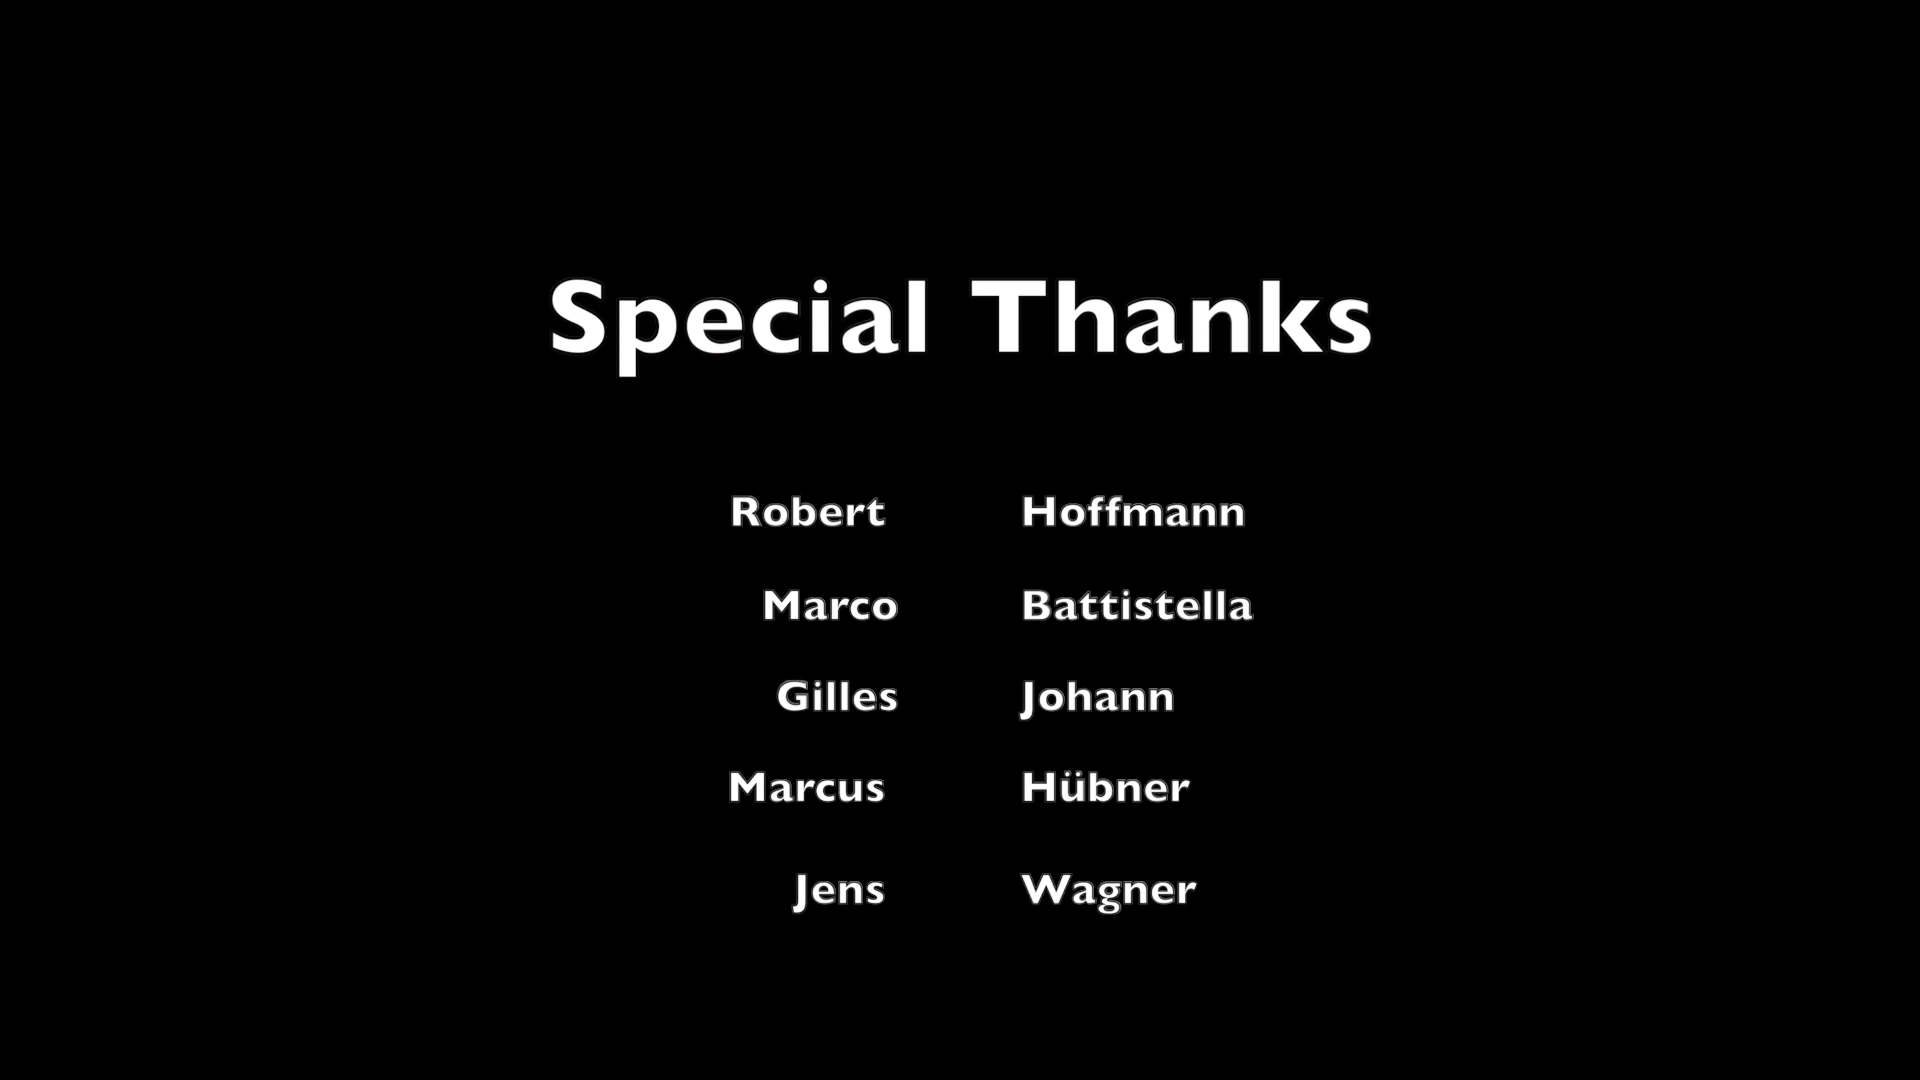 Special Thanks
Robert Hoffmann
Marco Battistella
Gilles Johann
Marcus Hübner
Jens Wagner